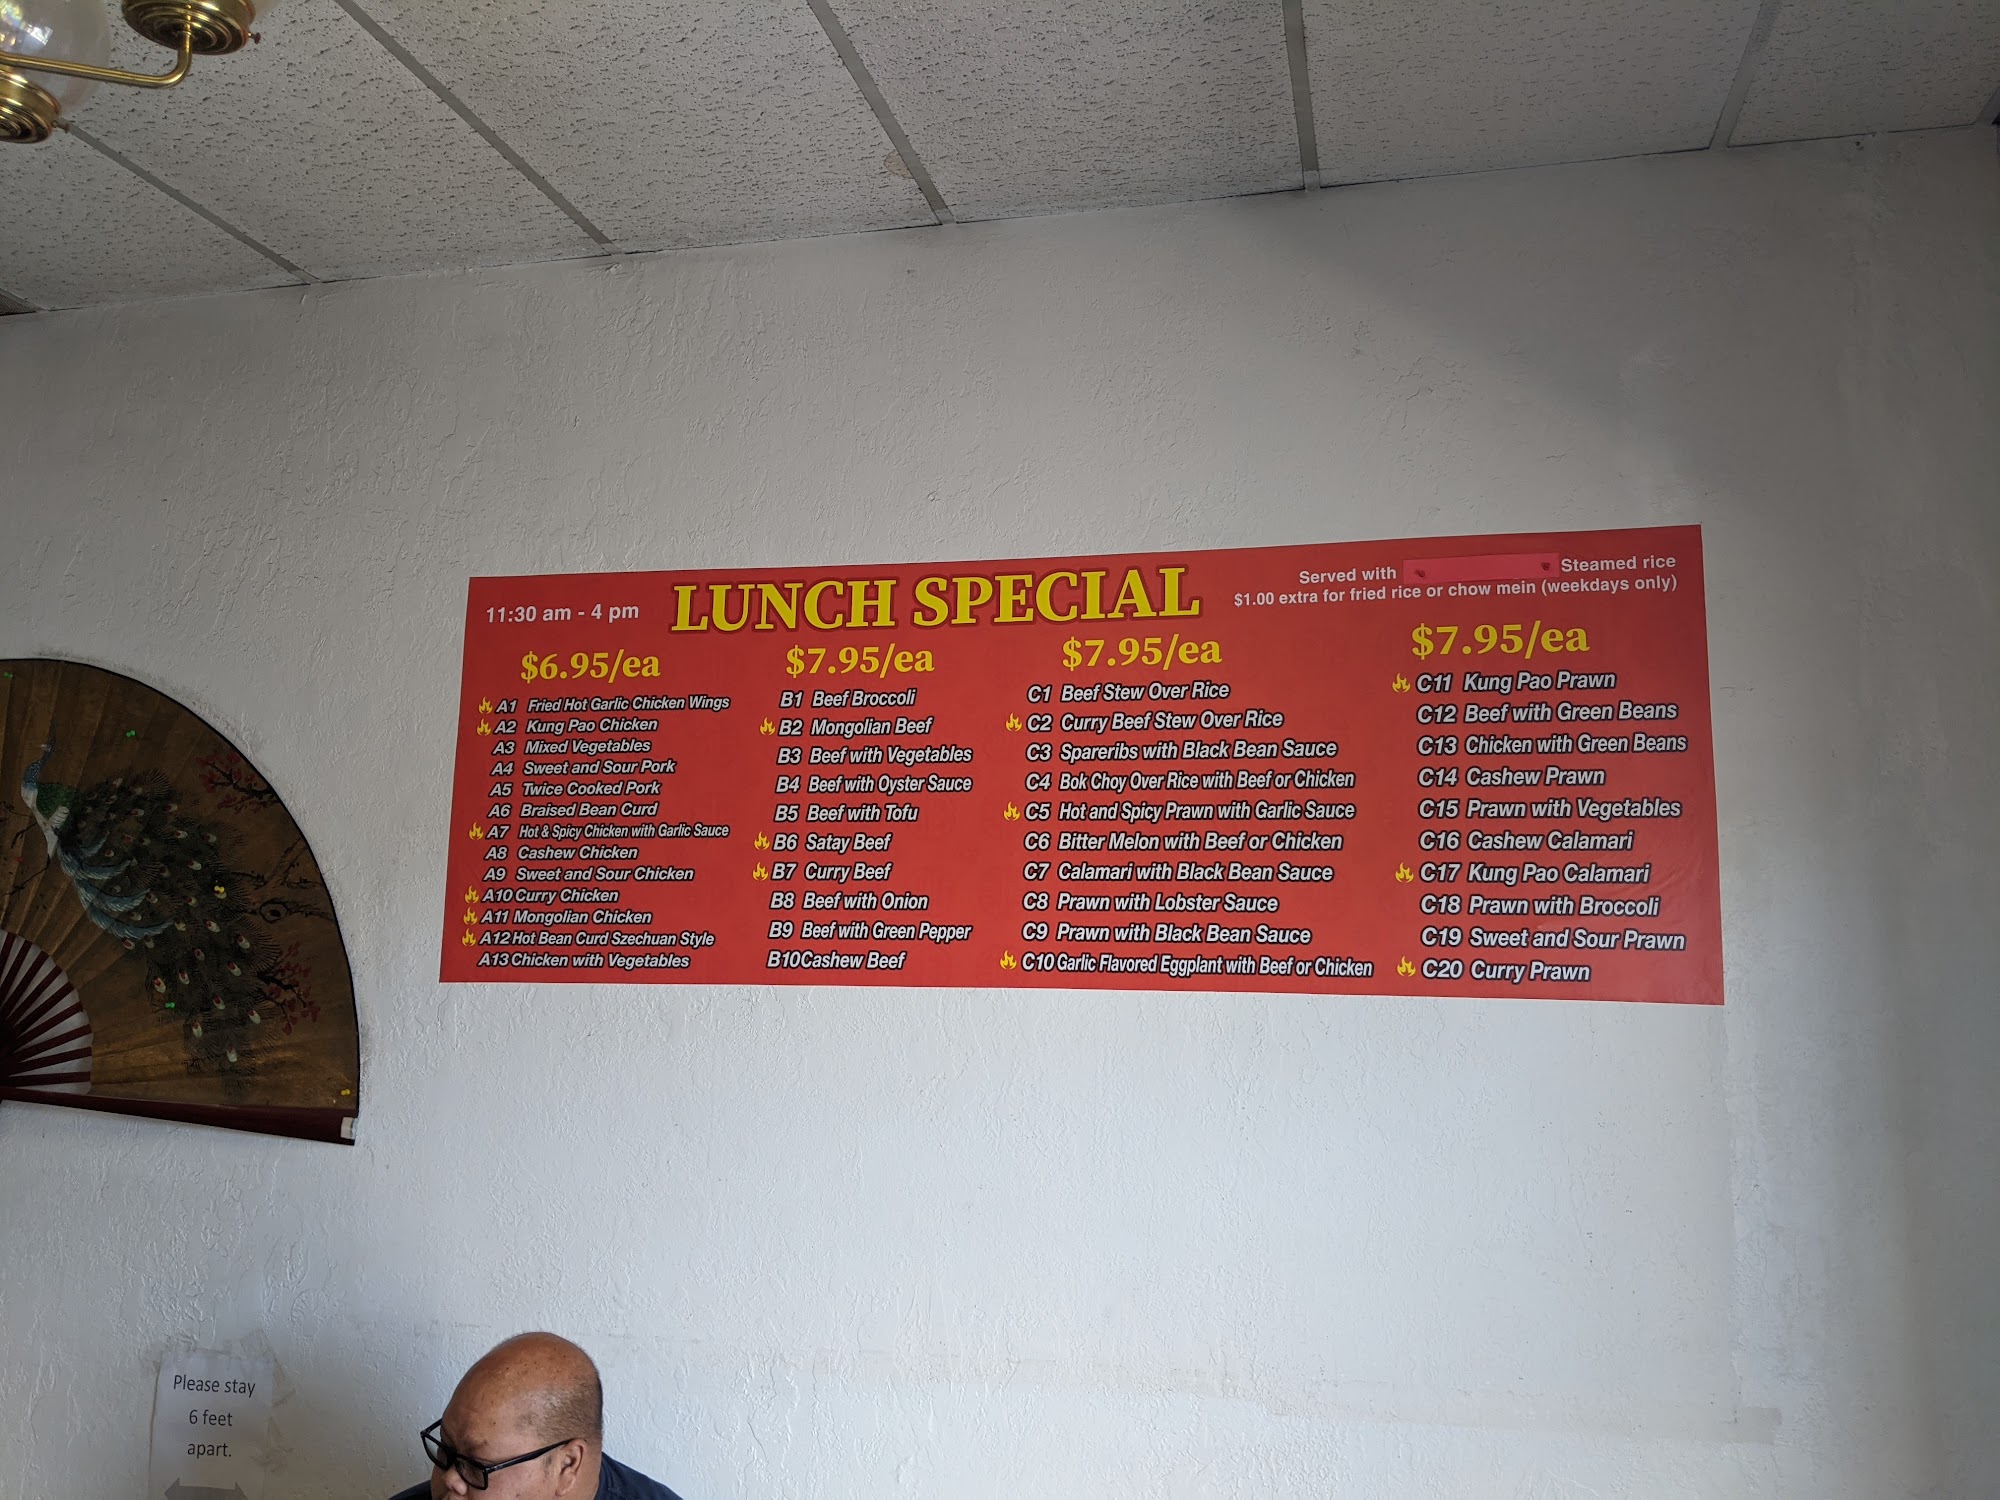 11:30 am - 4 pm
LUNCH SPECIAL
Served with Steamed rice
$1.00 extra for fried rice or chow mein (weekdays only)
$6.95/ea
A1 Fried Hot Garlic Chicken Wings
A2 Kung Pao Chicken
A3 Mixed Vegetables
A4 Sweet and Sour Pork
A5 Twice Cooked Pork
A6 Braised Bean Curd
A7 Hot & Spicy Chicken with Garlic Sauce
A8 Cashew Chicken
A9 Sweet and Sour Chicken
A10 Curry Chicken
A11 Mongolian Chicken
A12 Hot Bean Curd Szechuan Style
A13 Chicken with Vegetables
$7.95/ea
B1 Beef Broccoli
B2 Mongolian Beef
B3 Beef with Vegetables
B4 Beef with Oyster Sauce
B5 Beef with Tofu
B6 Satay Beef
B7 Curry Beef
B8 Beef with Onion
B9 Beef with Green Pepper
B10 Cashew Beef
$7.95/ea
C1 Beef Stew Over Rice
C2 Curry Beef Stew Over Rice
C3 Spareribs with Black Bean Sauce
C4 Bok Choy Over Rice with Beef or Chicken
C5 Hot and Spicy Prawn with Garlic Sauce
C6 Bitter Melon with Beef or Chicken
C7 Calamari with Black Bean Sauce
C8 Prawn with Lobster Sauce
C9 Prawn with Black Bean Sauce
C10 Garlic Flavored Eggplant with Beef or Chicken
$7.95/ea
C11 Kung Pao Prawn
C12 Beef with Green Beans
C13 Chicken with Green Beans
C14 Cashew Prawn
C15 Prawn with Vegetables
C16 Cashew Calamari
C17 Kung Pao Calamari
C18 Prawn with Broccoli
C19 Sweet and Sour Prawn
C20 Curry Prawn
Please stay
6 feet
apart.